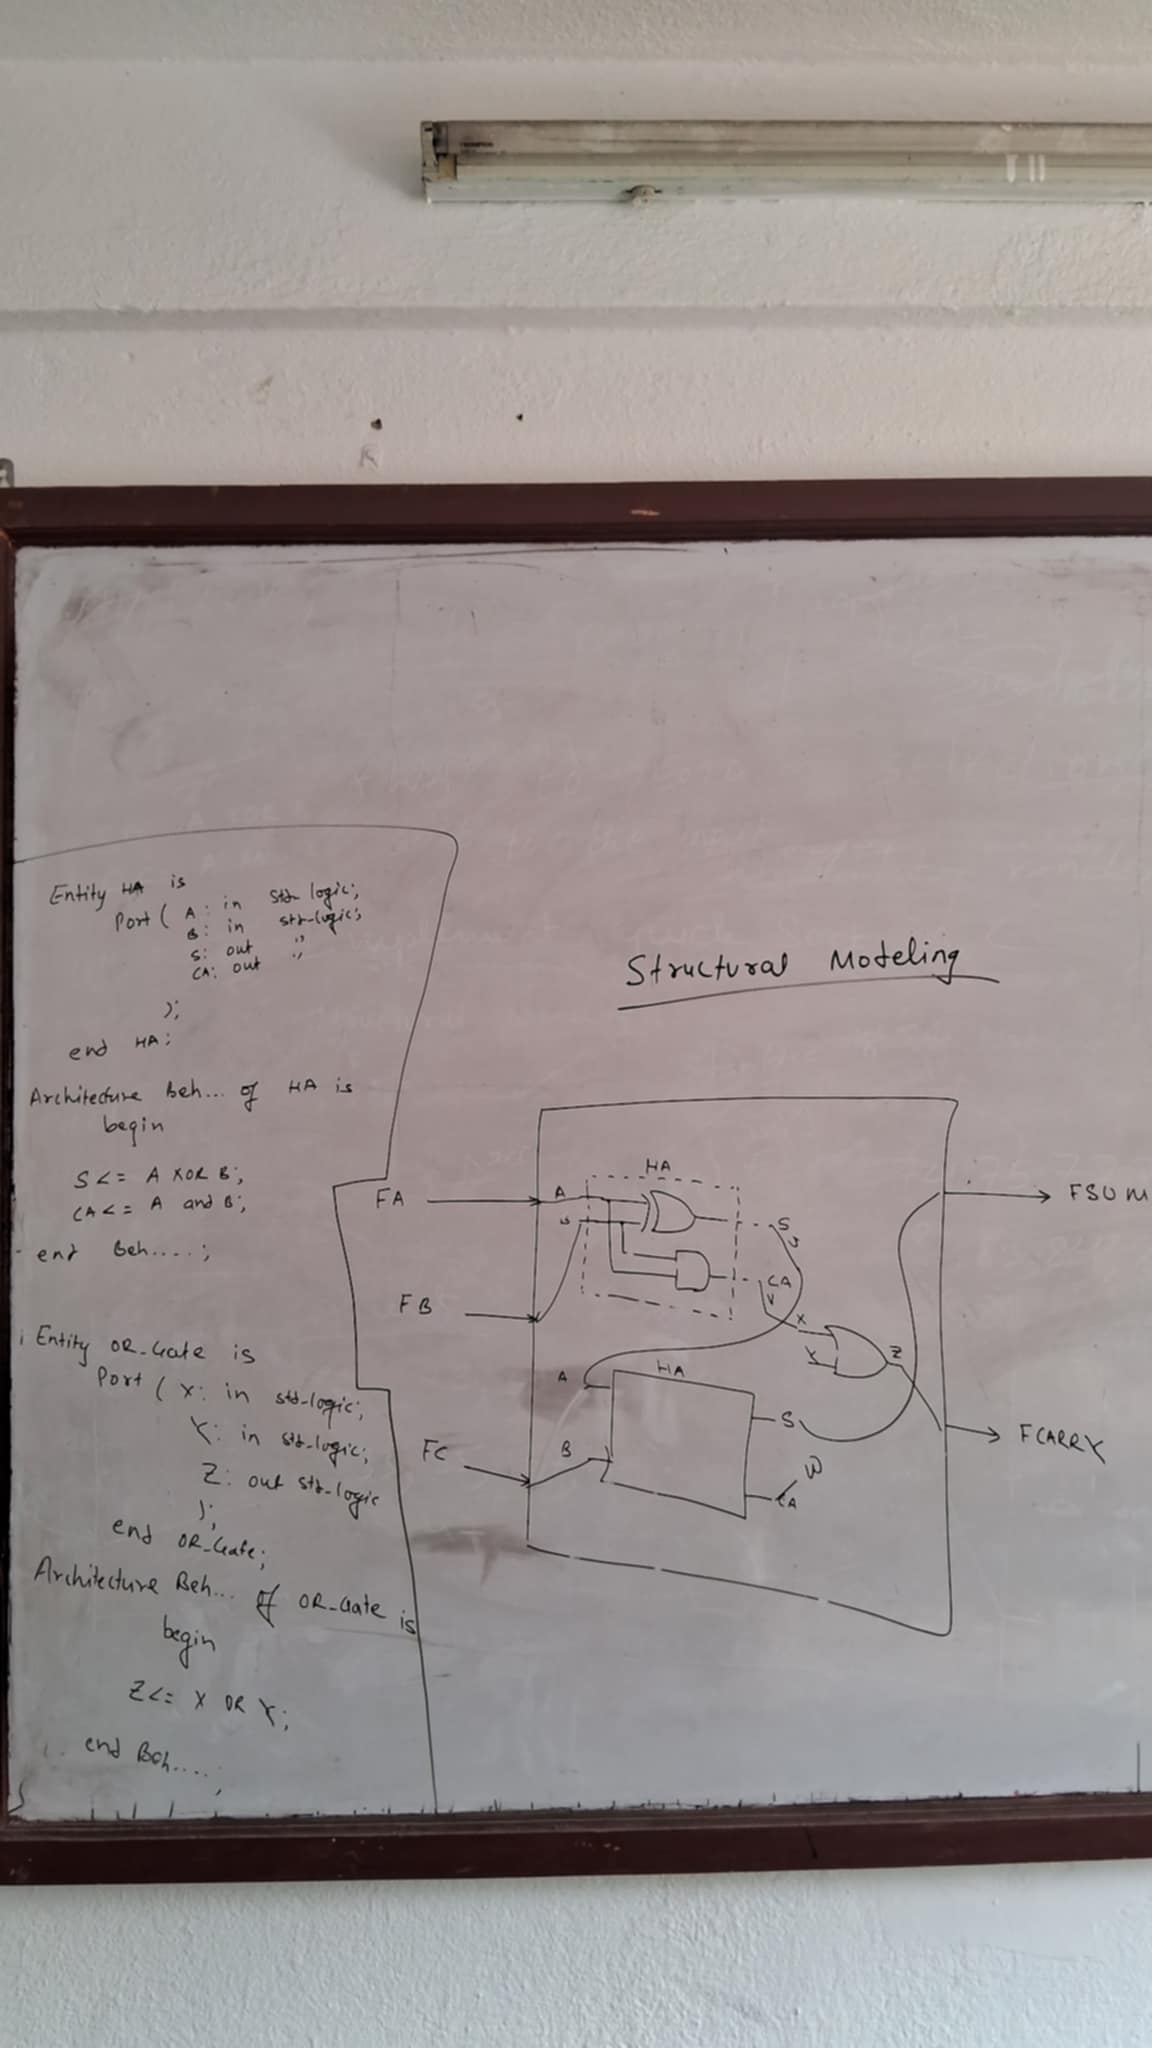 Entity HA is
Port ( A : in std_logic;
B : in std_logic;
S : out " ;
CA : out " ;
);
end HA;
Architecture Beh... of HA is
begin
S <= A XOR B;
CA <= A and B;
end Beh.....;
Entity OR_Gate is
Port ( X : in std_logic;
Y : in std_logic;
Z : out std_logic
);
end OR_Gate;
Architecture Beh... of OR_Gate is
begin
Z <= X OR Y;
end Beh.....;
Structural Modeling
HA
FA
A
B
S
U
FSUM
FB
CA
V
X
Y
Z
HA
A
FC
B
S
W
CA
FCARRY